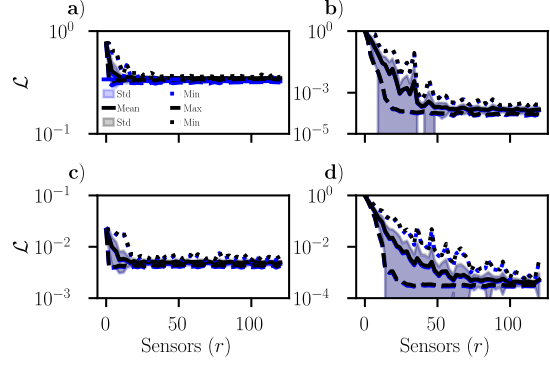 a)
10^0
10^-1
ℒ
Std
Mean
Std
Min
Max
Min
b)
10^0
10^-3
10^-5
c)
10^-1
10^-2
10^-3
ℒ
0
50
100
Sensors (r)
d)
10^0
10^-2
10^-4
0
50
100
Sensors (r)